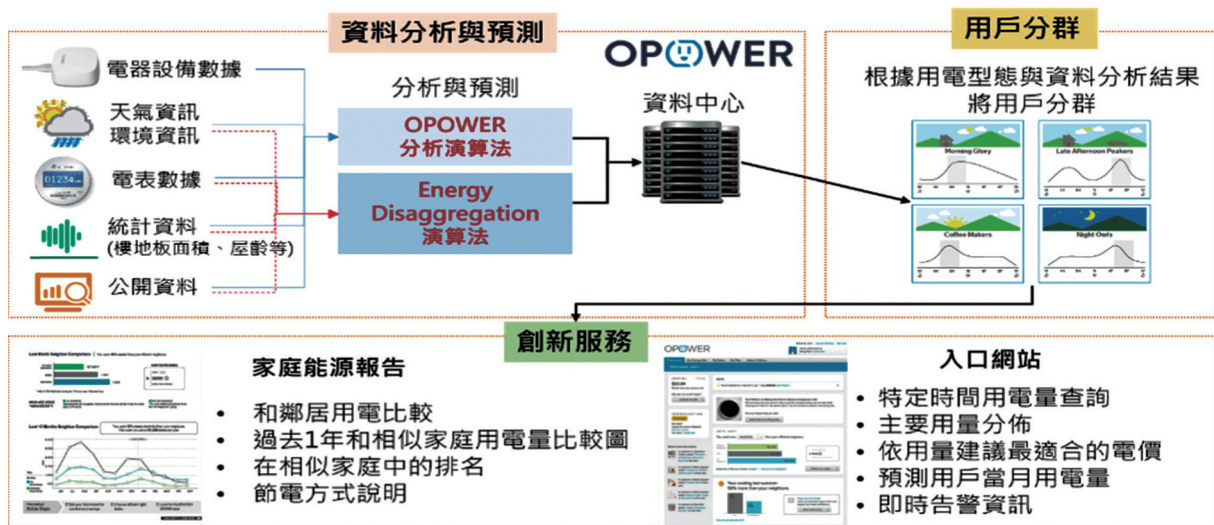 資料分析與預測
電器設備數據
天氣資訊
環境資訊
電表數據
統計資料
(樓地板面積、屋齡等)
公開資料
分析與預測
OPOWER
分析演算法
Energy
Disaggregation
演算法
OPOWER
資料中心
用戶分群
根據用電型態與資料分析結果
將用戶分群
Morning Glory
Late Afternoon Peakers
Coffee Makers
Night Owls
創新服務
Last Month Neighbor Comparison
家庭能源報告
• 和鄰居用電比較
• 過去1年和相似家庭用電量比較圖
• 在相似家庭中的排名
• 節電方式說明
OPOWER
入口網站
• 特定時間用電量查詢
• 主要用量分佈
• 依用量建議最適合的電價
• 預測用戶當月用電量
• 即時告警資訊